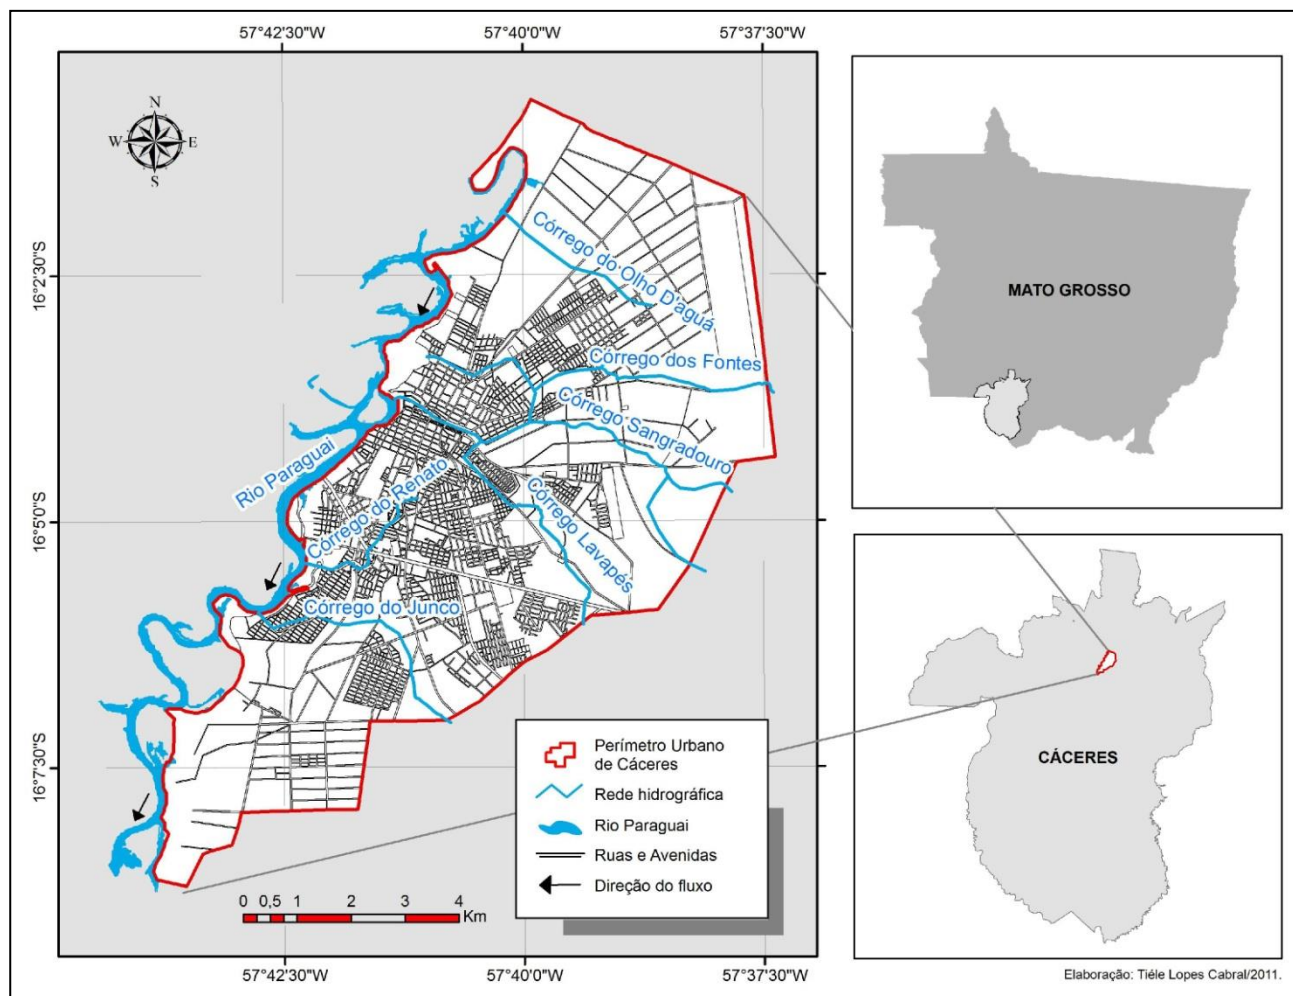 57°42'30"W
57°40'0"W
57°37'30"W
N
W
E
S
16°2'30"S
16°5'0"S
16°7'30"S
Córrego do Olho D'aguá
Córrego dos Fontes
Córrego Sangradouro
Rio Paraguai
Córrego do Renato
Córrego Lavapés
Córrego do Junco
Perímetro Urbano
de Cáceres
Rede hidrográfica
Rio Paraguai
Ruas e Avenidas
Direção do fluxo
0 0,5 1 2 3 4
Km
57°42'30"W
57°40'0"W
57°37'30"W
MATO GROSSO
CÁCERES
Elaboração: Tiéle Lopes Cabral/2011.